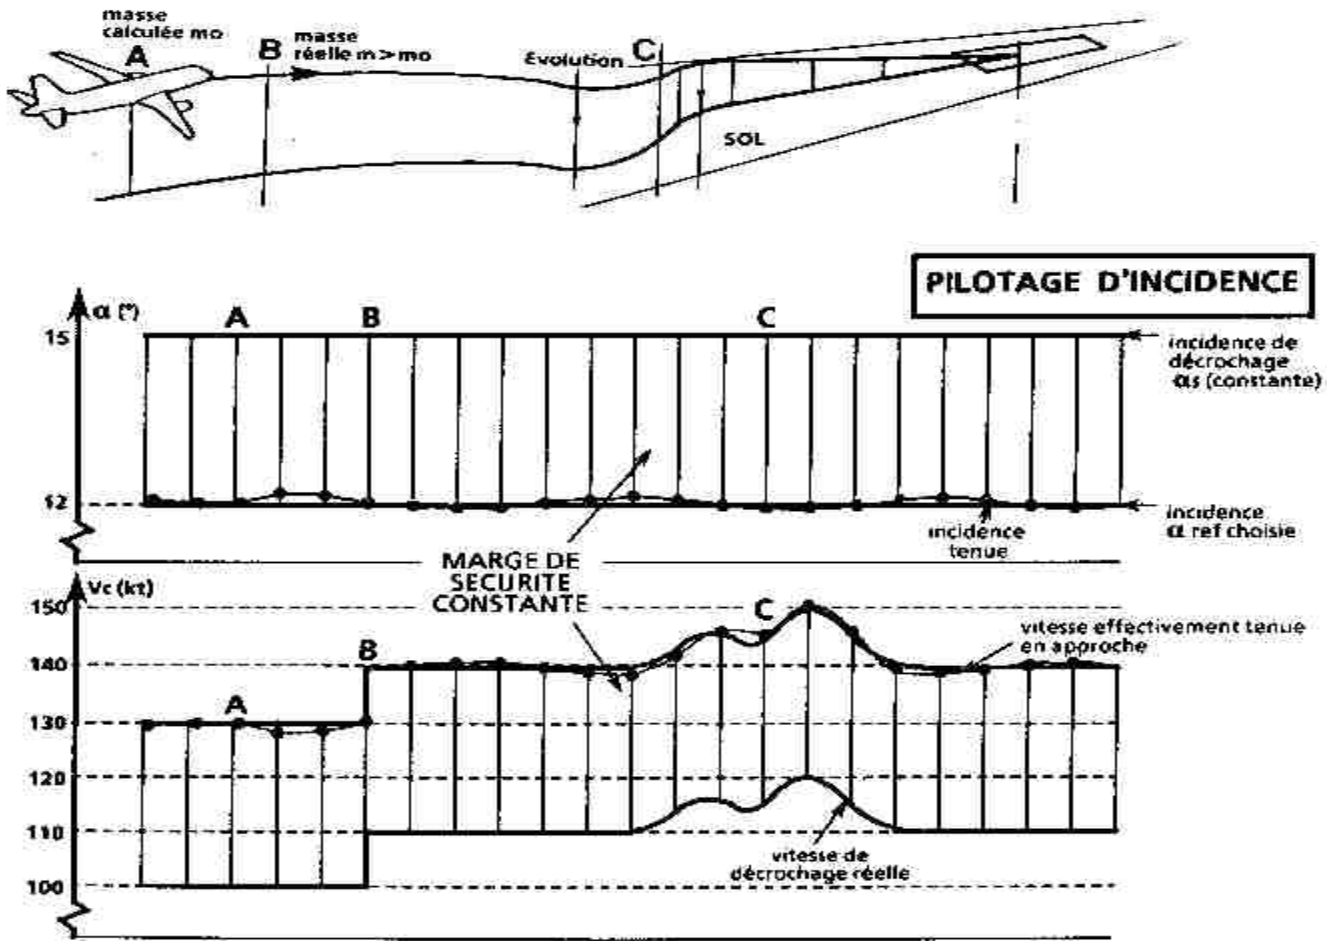 masse
calculée mo
A
B
masse
réelle m > mo
Evolution
C
SOL
PILOTAGE D'INCIDENCE
α (°)
15
A
B
C
incidence de
décrochage
αs (constante)
12
incidence
tenue
incidence
α ref choisie
MARGE DE
SECURITE
CONSTANTE
Vc (kt)
150
C
vitesse effectivement tenue
en approche
B
140
A
130
120
110
vitesse de
décrochage réelle
100